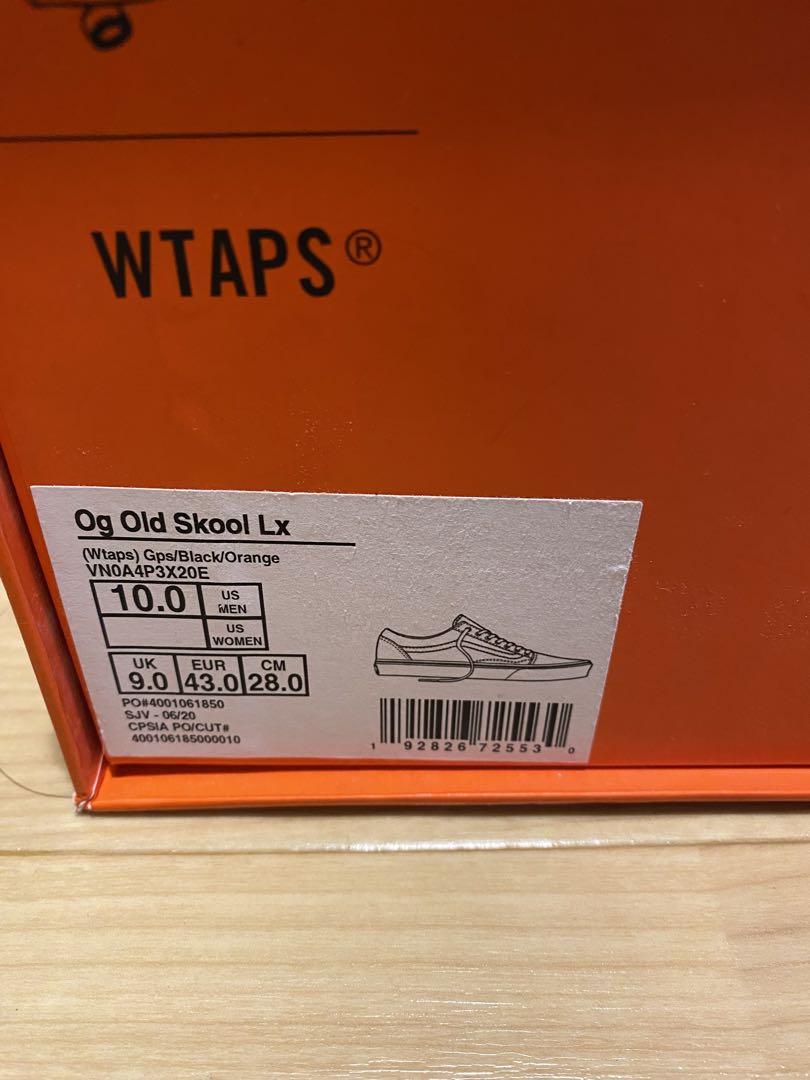 WTAPS®
Og Old Skool Lx
(Wtaps) Gps/Black/Orange
VN0A4P3X20E
10.0 US MEN
US WOMEN
UK 9.0 EUR 43.0 CM 28.0
PO#4001061850
SJV - 06/20
CPSIA PO/CUT#
400106185000010
1 92826 72553 0